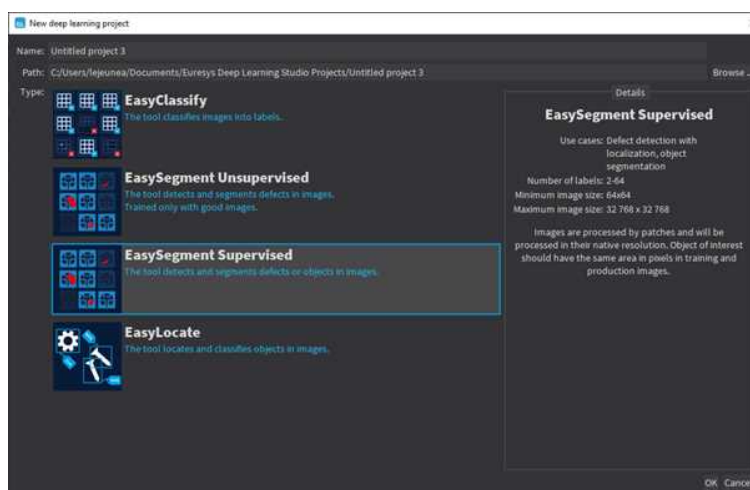 New deep learning project
Name: Untitled project 3
Path: C:/Users/lejeunea/Documents/Euresys Deep Learning Studio Projects/Untitled project 3 Browse
Type:
EasyClassify
The tool classifies images into labels.
EasySegment Unsupervised
The tool detects and segments defects in images.
Trained only with good images.
EasySegment Supervised
The tool detects and segments defects or objects in images.
EasyLocate
The tool locates and classifies objects in images.
Details
EasySegment Supervised
Use cases: Defect detection with
localization, object
segmentation
Number of labels: 2-64
Minimum image size: 64x64
Maximum image size: 32 768 x 32 768
Images are processed by patches and will be
processed in their native resolution. Object of interest
should have the same area in pixels in training and
production images.
OK Cance